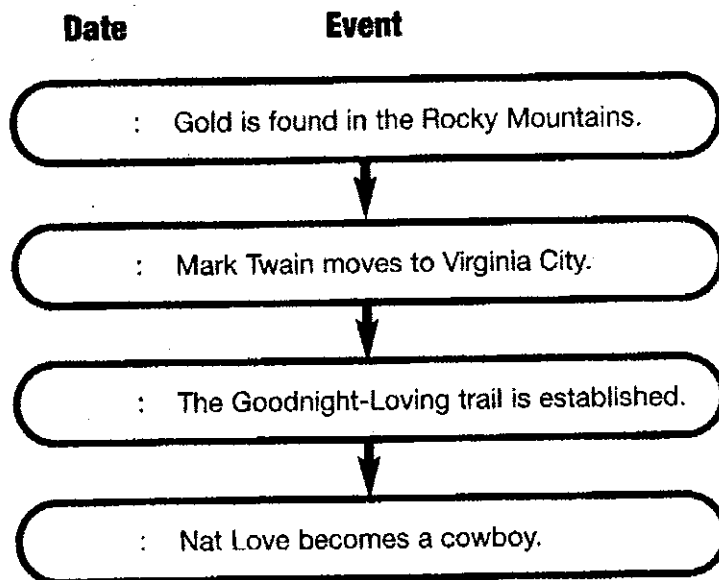 Date Event
: Gold is found in the Rocky Mountains.
: Mark Twain moves to Virginia City.
: The Goodnight-Loving trail is established.
: Nat Love becomes a cowboy.